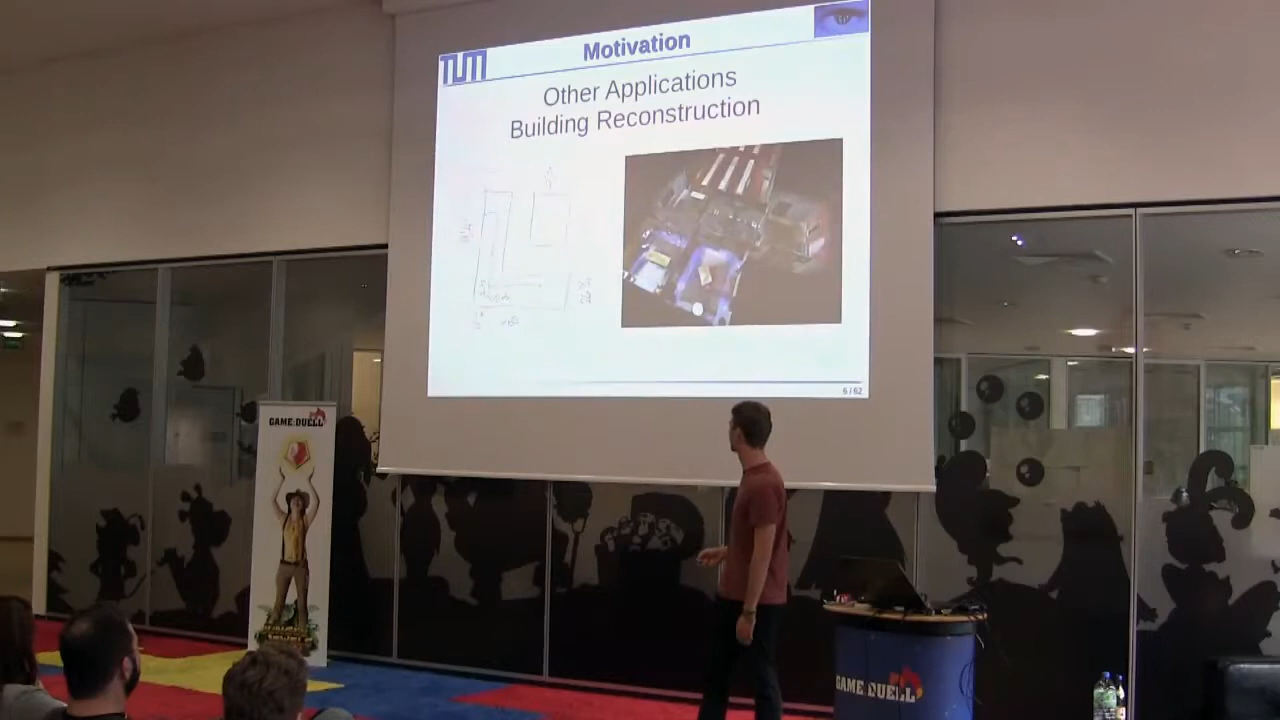 TUM
Motivation
Other Applications
Building Reconstruction
6 / 62
GAME DUELL
GAME DUELL